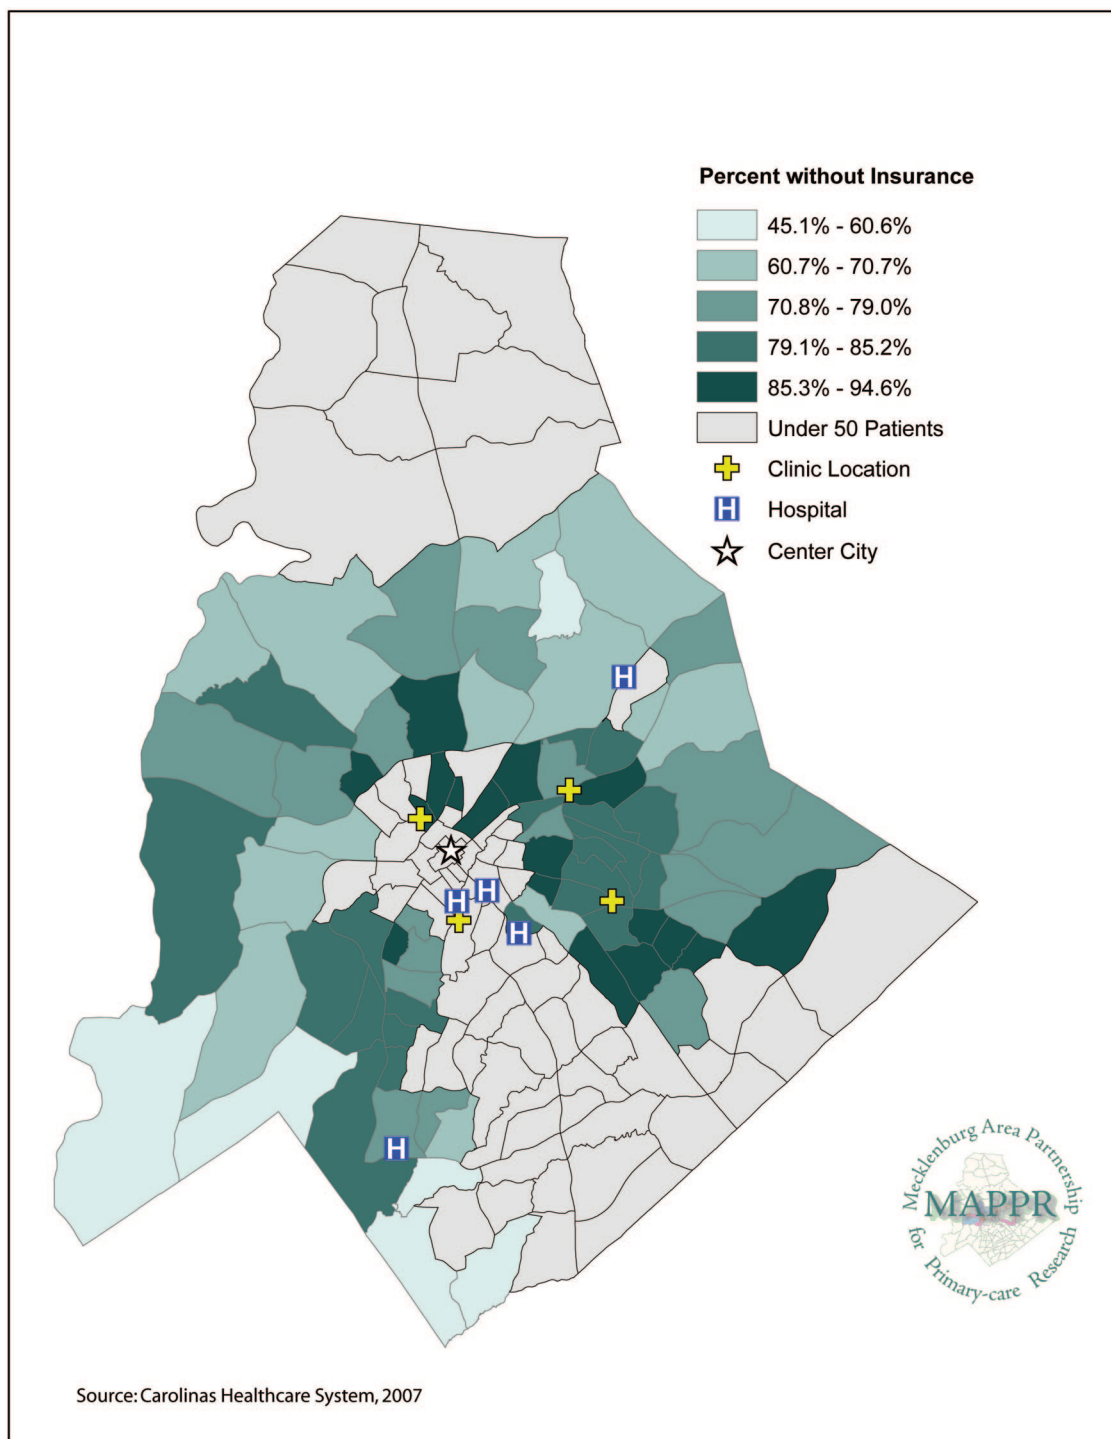 Percent without Insurance
45.1% - 60.6%
60.7% - 70.7%
70.8% - 79.0%
79.1% - 85.2%
85.3% - 94.6%
Under 50 Patients
Clinic Location
H Hospital
Center City
H
H
H
H
H
Mecklenburg Area Partnership
MAPPR
for Primary-care Research
Source: Carolinas Healthcare System, 2007